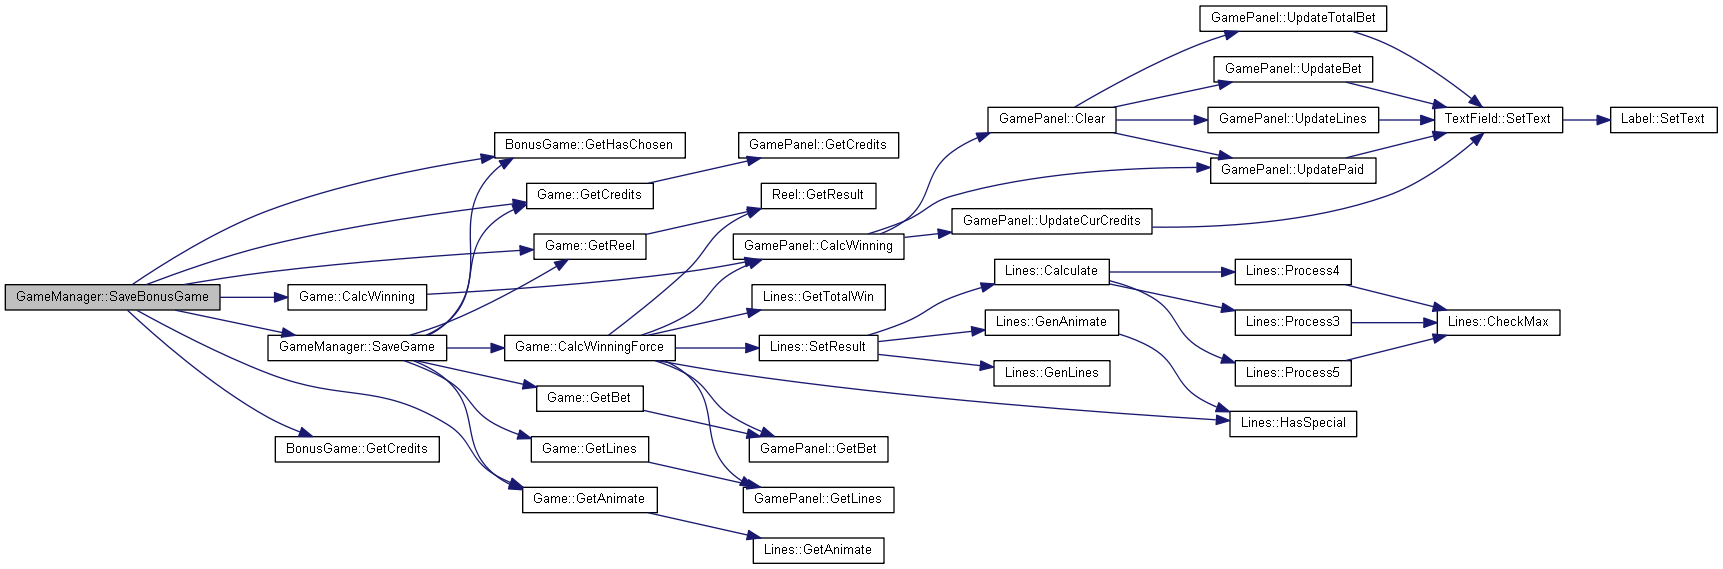 GamePanel::UpdateTotalBet
GamePanel::UpdateBet
GamePanel::Clear
GamePanel::UpdateLines
TextField::SetText
Label::SetText
BonusGame::GetHasChosen
GamePanel::GetCredits
GamePanel::UpdatePaid
Game::GetCredits
Reel::GetResult
GamePanel::UpdateCurCredits
Game::GetReel
GamePanel::CalcWinning
Lines::Calculate
Lines::Process4
GameManager::SaveBonusGame
Game::CalcWinning
Lines::GetTotalWin
Lines::GenAnimate
Lines::Process3
Lines::CheckMax
GameManager::SaveGame
Game::CalcWinningForce
Lines::SetResult
Lines::GenLines
Lines::Process5
Game::GetBet
Lines::HasSpecial
BonusGame::GetCredits
Game::GetLines
GamePanel::GetBet
Game::GetAnimate
GamePanel::GetLines
Lines::GetAnimate